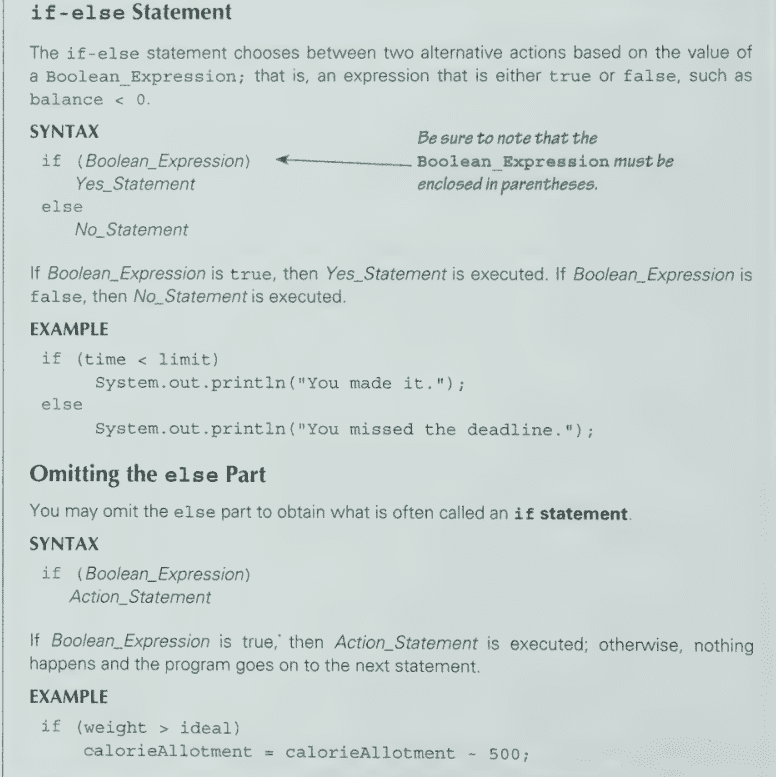 if-else Statement
The if-else statement chooses between two alternative actions based on the value of
a Boolean_Expression; that is, an expression that is either true or false, such as
balance < 0.
SYNTAX
if (Boolean_Expression)
Yes_Statement
else
No_Statement
Be sure to note that the
Boolean_Expression must be
enclosed in parentheses.
If Boolean_Expression is true, then Yes_Statement is executed. If Boolean_Expression is
false, then No_Statement is executed.
EXAMPLE
if (time < limit)
System.out.println("You made it.");
else
System.out.println("You missed the deadline.");
Omitting the else Part
You may omit the else part to obtain what is often called an if statement.
SYNTAX
if (Boolean_Expression)
Action_Statement
If Boolean_Expression is true, then Action_Statement is executed; otherwise, nothing
happens and the program goes on to the next statement.
EXAMPLE
if (weight > ideal)
calorieAllotment = calorieAllotment - 500;